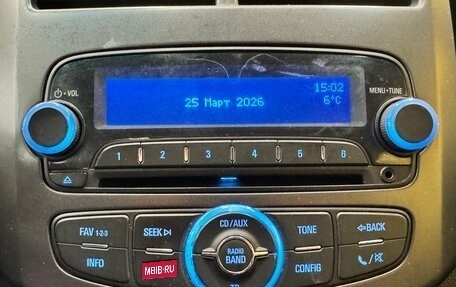 15:02
25 Март 2026 6°C
VOL
MENU•TUNE
1 2 3 4 5 6
CD/AUX
FAV 1-2-3
SEEK
TONE
BACK
RADIO
BAND
INFO
MBIB.RU
CONFIG